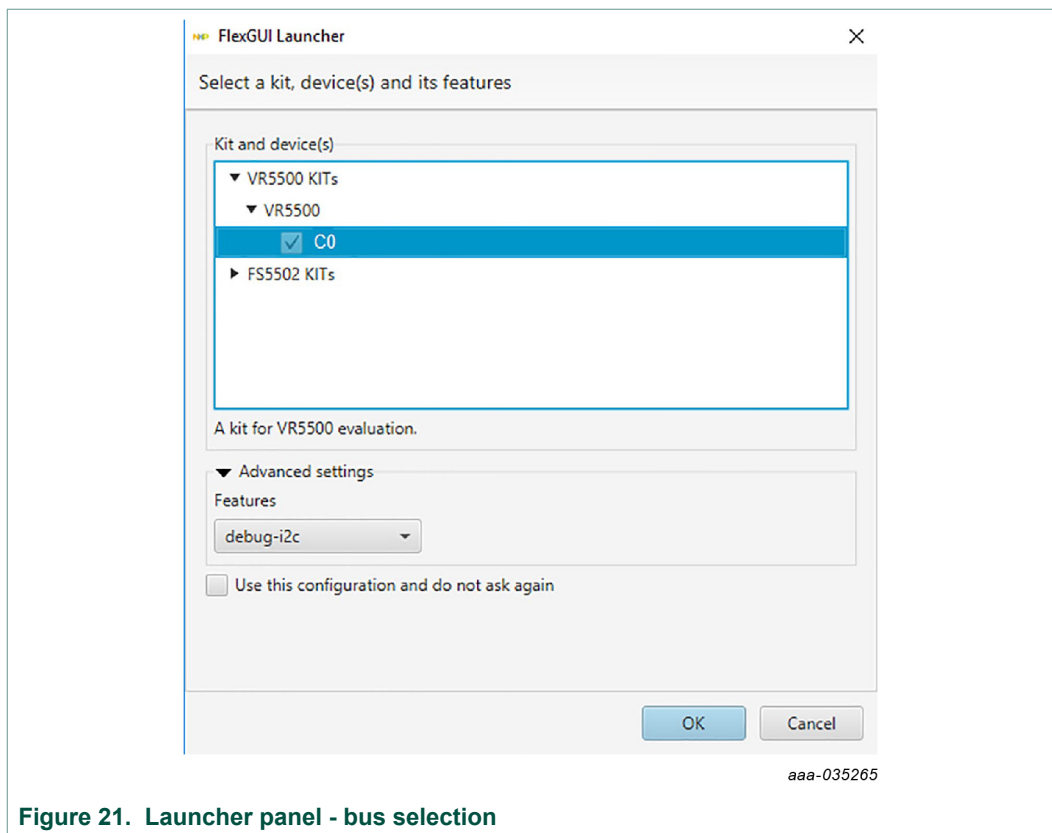 NXP FlexGUI Launcher
Select a kit, device(s) and its features
Kit and device(s)
VR5500 KITs
VR5500
C0
FS5502 KITs
A kit for VR5500 evaluation.
Advanced settings
Features
debug-i2c
Use this configuration and do not ask again
OK Cancel
aaa-035265
Figure 21. Launcher panel - bus selection